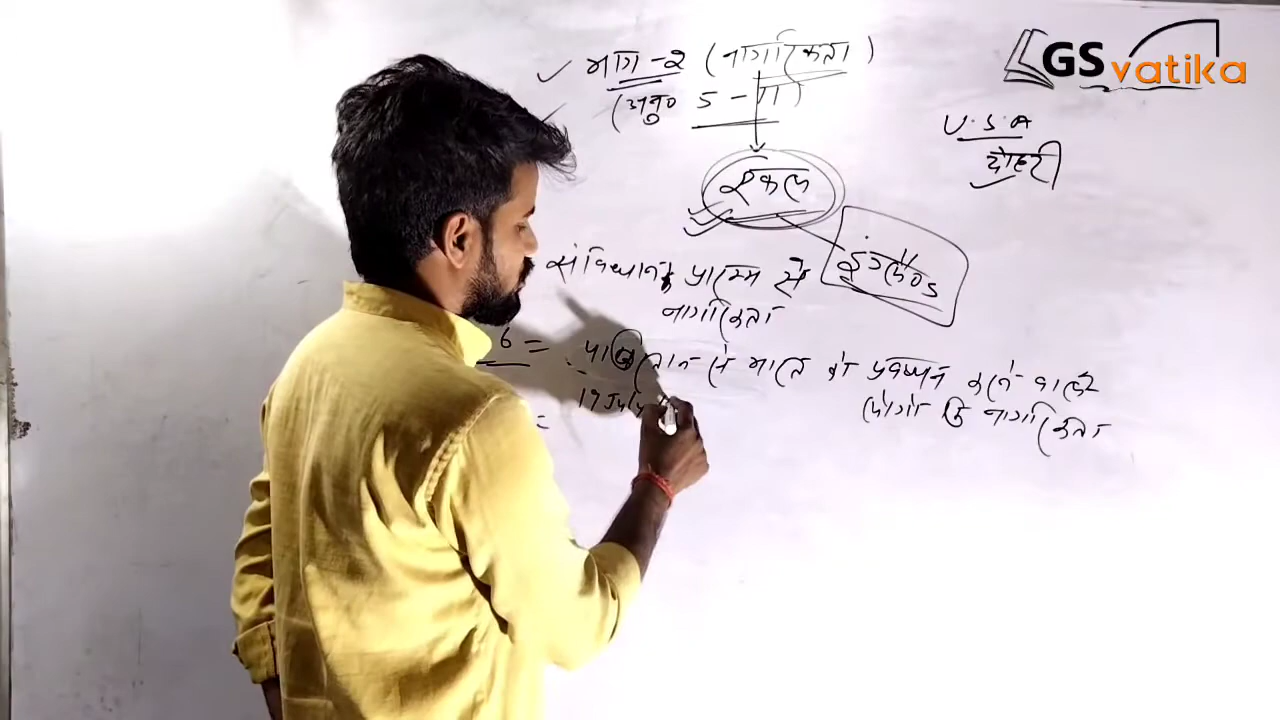 GS vatika
भाग-2 (नागरिकता)
(अनु० 5 - 11)
U.S.A
दोहरी
एकल
इंग्लैण्ड
संविधान प्रारम्भ से
नागरिकता
6 = पाकिस्तान से भारत को प्रवजन करने वाले
लोगों कि नागरिकता
19 July
=